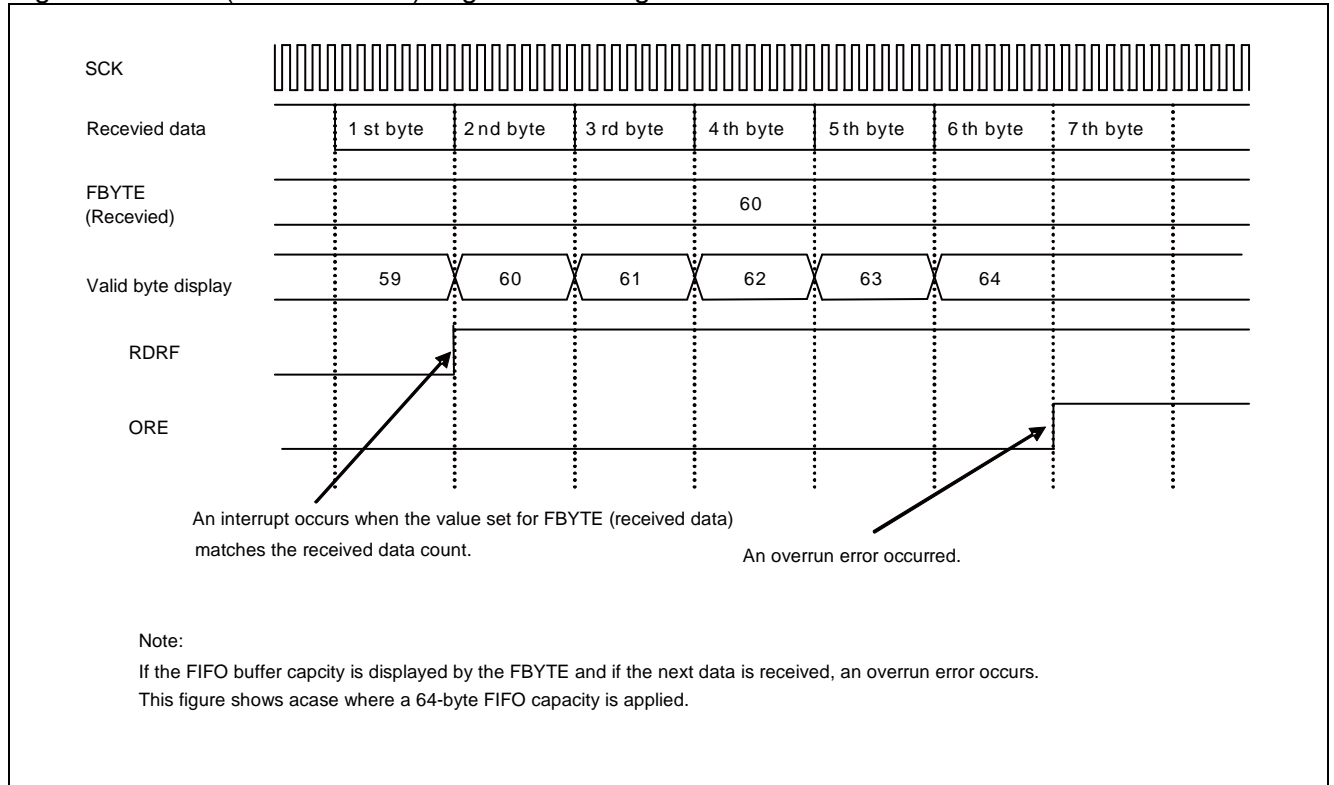 SCK
Recevied data
1 st byte
2 nd byte
3 rd byte
4 th byte
5 th byte
6 th byte
7 th byte
FBYTE
(Recevied)
60
Valid byte display
59
60
61
62
63
64
RDRF
ORE
An interrupt occurs when the value set for FBYTE (received data)
matches the received data count.
An overrun error occurred.
Note:
If the FIFO buffer capcity is displayed by the FBYTE and if the next data is received, an overrun error occurs.
This figure shows acase where a 64-byte FIFO capacity is applied.